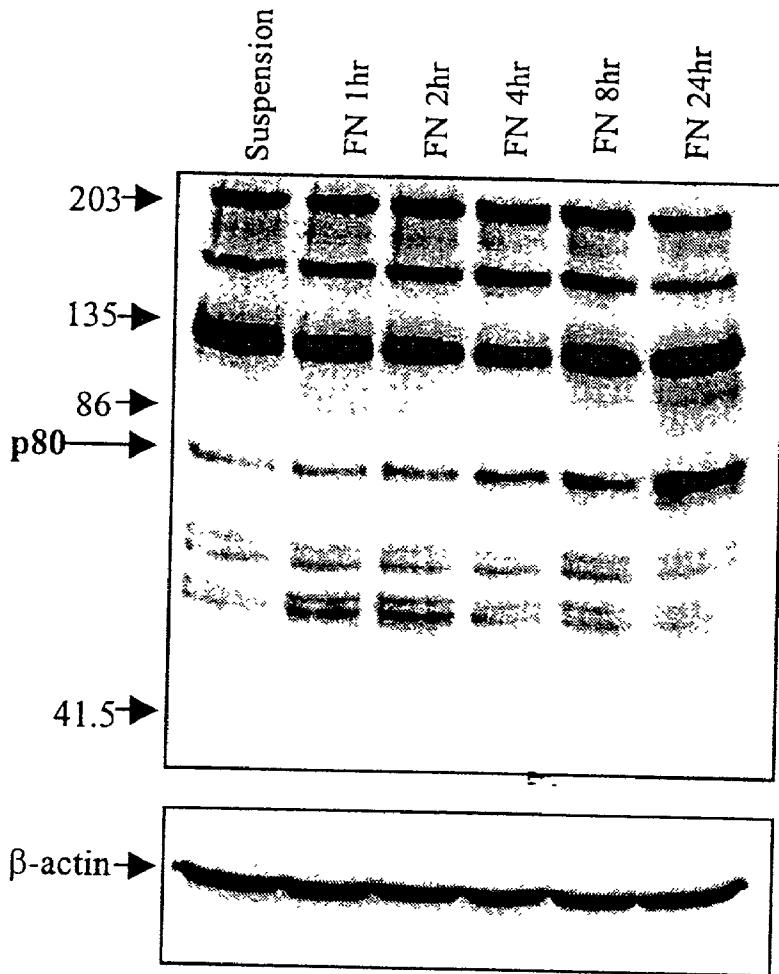 Suspension
FN 1hr
FN 2hr
FN 4hr
FN 8hr
FN 24hr
203
135
86
p80
41.5
β-actin